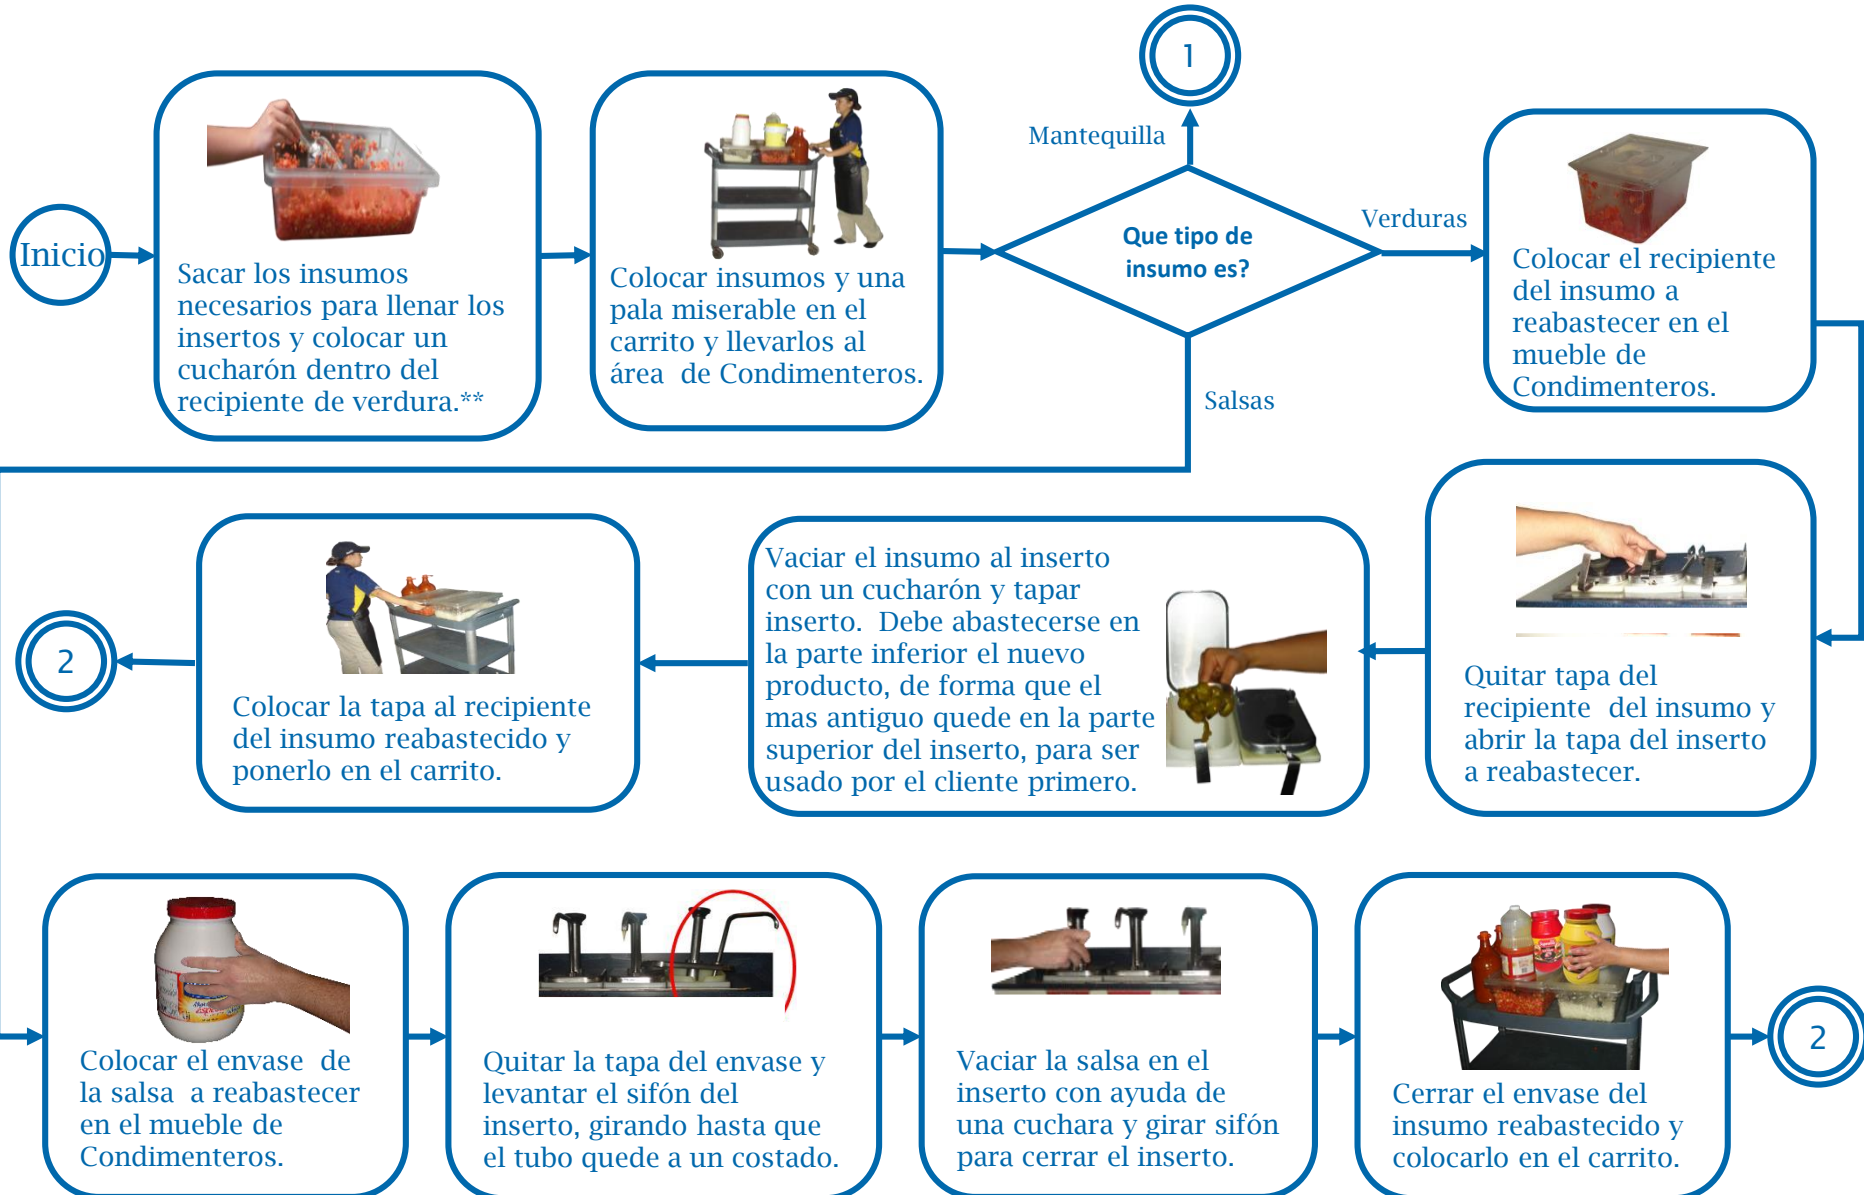 1
Mantequilla
Inicio
Sacar los insumos
necesarios para llenar los
insertos y colocar un
cucharón dentro del
recipiente de verdura.**
Colocar insumos y una
pala miserable en el
carrito y llevarlos al
área de Condimenteros.
Que tipo de
insumo es?
Verduras
Salsas
Colocar el recipiente
del insumo a
reabastecer en el
mueble de
Condimenteros.
Quitar tapa del
recipiente del insumo y
abrir la tapa del inserto
a reabastecer.
Vaciar el insumo al inserto
con un cucharón y tapar
inserto. Debe abastecerse en
la parte inferior el nuevo
producto, de forma que el
mas antiguo quede en la parte
superior del inserto, para ser
usado por el cliente primero.
Colocar la tapa al recipiente
del insumo reabastecido y
ponerlo en el carrito.
2
Colocar el envase de
la salsa a reabastecer
en el mueble de
Condimenteros.
Quitar la tapa del envase y
levantar el sifón del
inserto, girando hasta que
el tubo quede a un costado.
Vaciar la salsa en el
inserto con ayuda de
una cuchara y girar sifón
para cerrar el inserto.
Cerrar el envase del
insumo reabastecido y
colocarlo en el carrito.
2